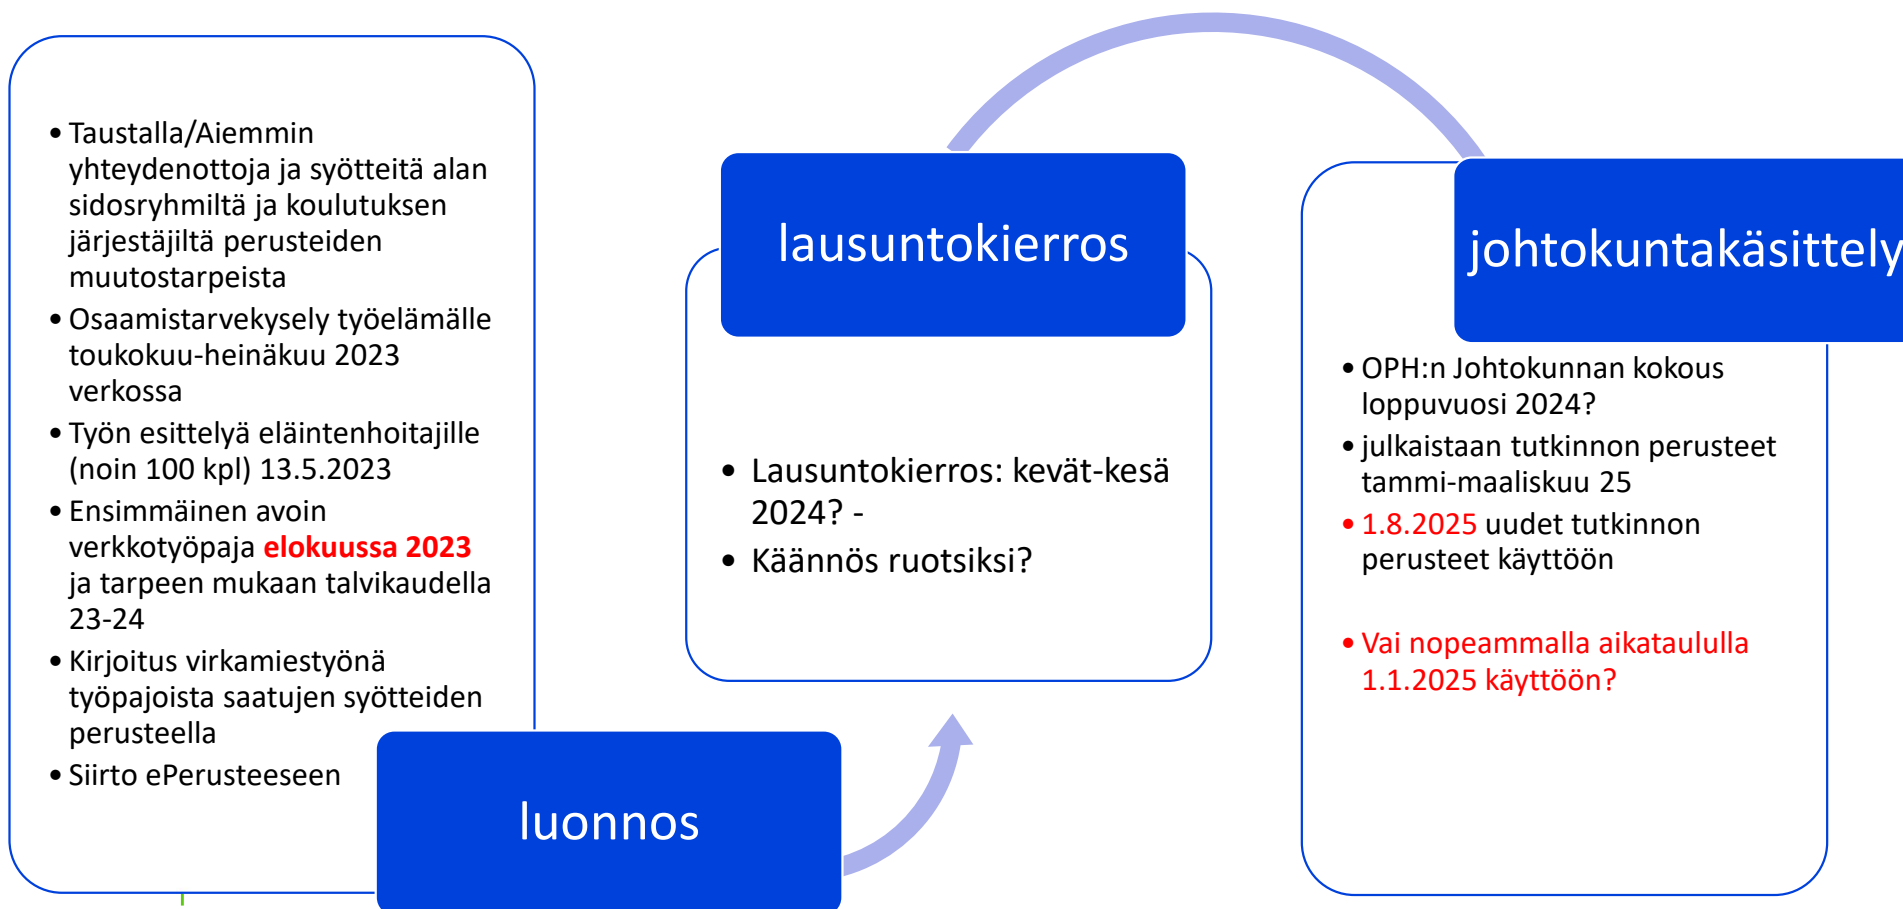 • Taustalla/Aiemmin
yhteydenottoja ja syötteitä alan
sidosryhmiltä ja koulutuksen
järjestäjiltä perusteiden
muutostarpeista
• Osaamistarvekysely työelämälle
toukokuu-heinäkuu 2023
verkossa
• Työn esittelyä eläintenhoitajille
(noin 100 kpl) 13.5.2023
• Ensimmäinen avoin
verkkotyöpaja elokuussa 2023
ja tarpeen mukaan talvikaudella
23-24
• Kirjoitus virkamiestyönä
työpajoista saatujen syötteiden
perusteella
• Siirto ePerusteeseen
luonnos
lausuntokierros
• Lausuntokierros: kevät-kesä
2024? -
• Käännös ruotsiksi?
johtokuntakäsittely
• OPH:n Johtokunnan kokous
loppuvuosi 2024?
• julkaistaan tutkinnon perusteet
tammi-maaliskuu 25
• 1.8.2025 uudet tutkinnon
perusteet käyttöön
• Vai nopeammalla aikataululla
1.1.2025 käyttöön?